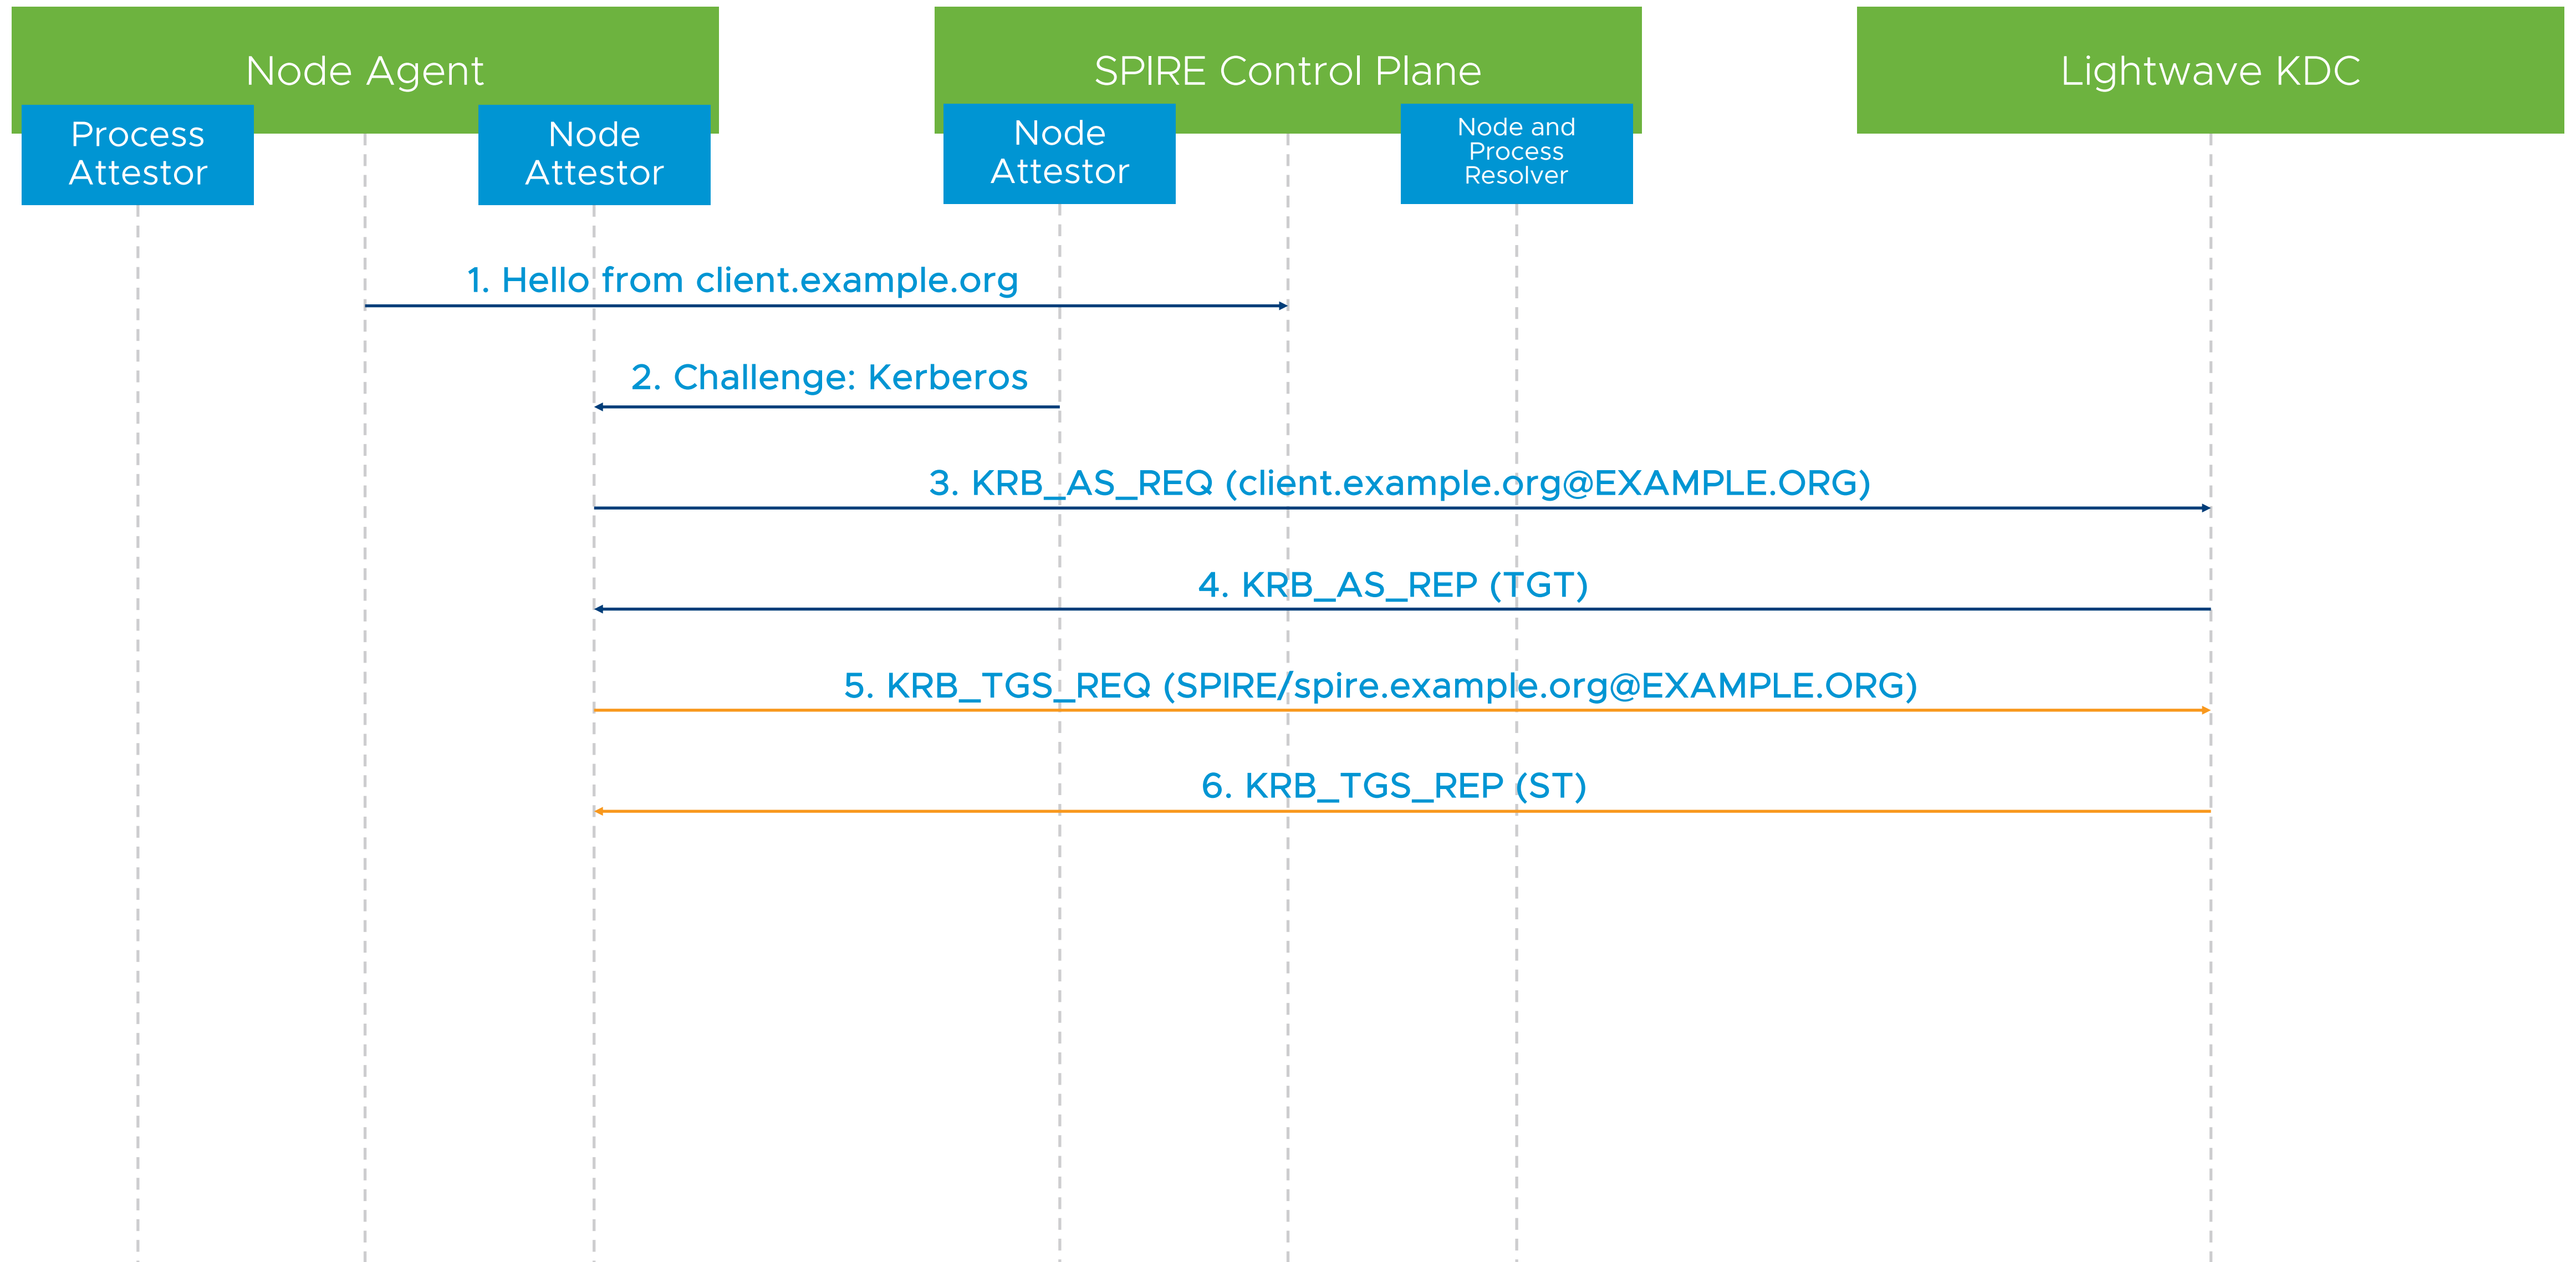 Node Agent
SPIRE Control Plane
Lightwave KDC
Process
Attestor
Node
Attestor
Node
Attestor
Node and
Process
Resolver
1. Hello from client.example.org
2. Challenge: Kerberos
3. KRB_AS_REQ (client.example.org@EXAMPLE.ORG)
4. KRB_AS_REP (TGT)
5. KRB_TGS_REQ (SPIRE/spire.example.org@EXAMPLE.ORG)
6. KRB_TGS_REP (ST)